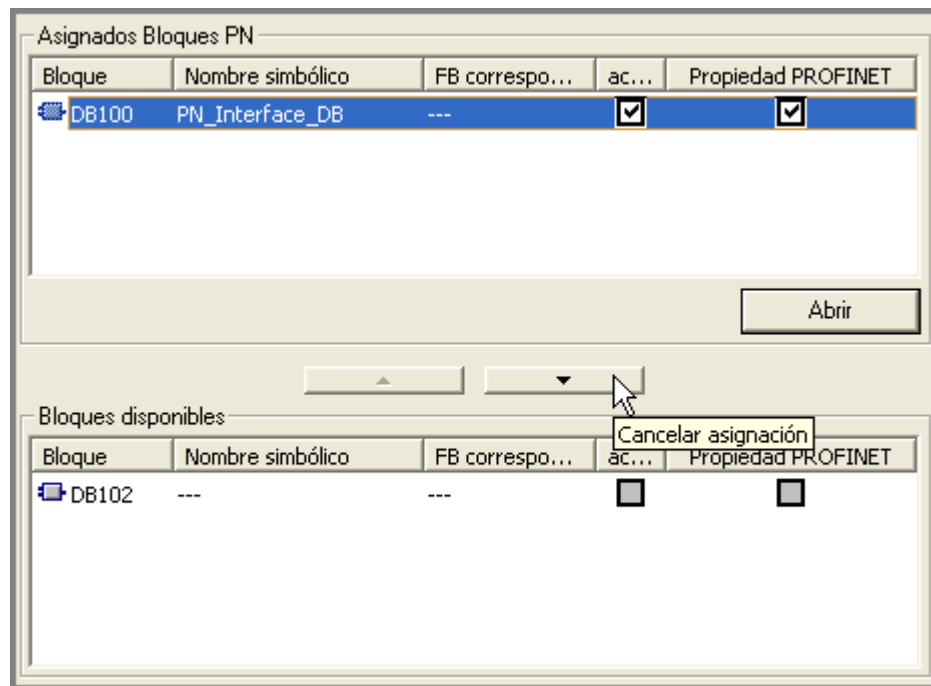 Asignados Bloques PN
Bloque Nombre simbólico FB correspo... ac... Propiedad PROFINET
DB100 PN_Interface_DB ---
Abrir
Bloques disponibles
Cancelar asignación
Bloque Nombre simbólico FB correspo... ac... Propiedad PROFINET
DB102 --- ---